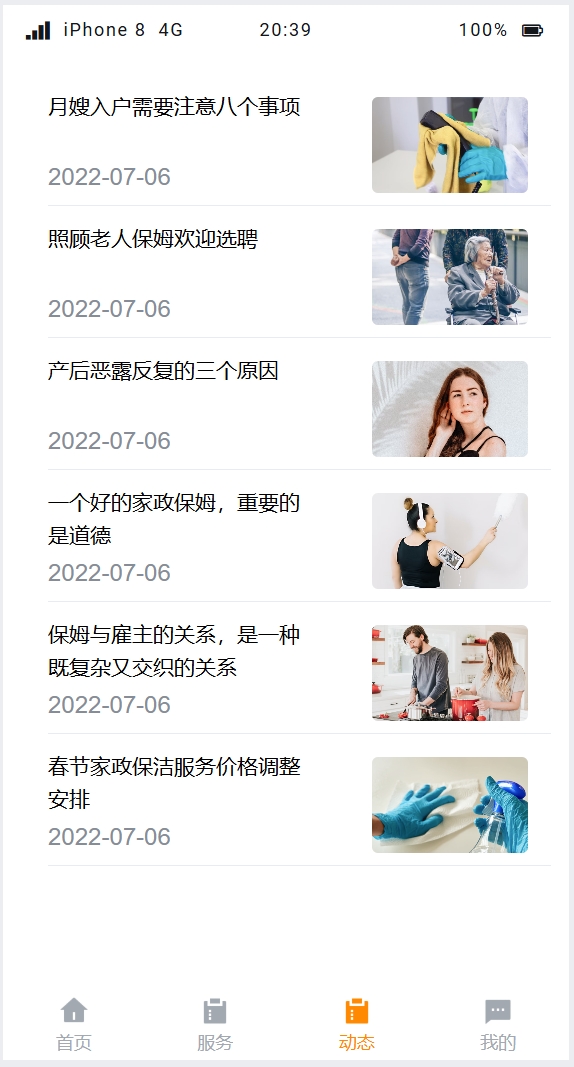 iPhone 8 4G 20:39 100%
月嫂入户需要注意八个事项
2022-07-06
照顾老人保姆欢迎选聘
2022-07-06
产后恶露反复的三个原因
2022-07-06
一个好的家政保姆，重要的
是道德
2022-07-06
保姆与雇主的关系，是一种
既复杂又交织的关系
2022-07-06
春节家政保洁服务价格调整
安排
2022-07-06
首页 服务 动态 我的